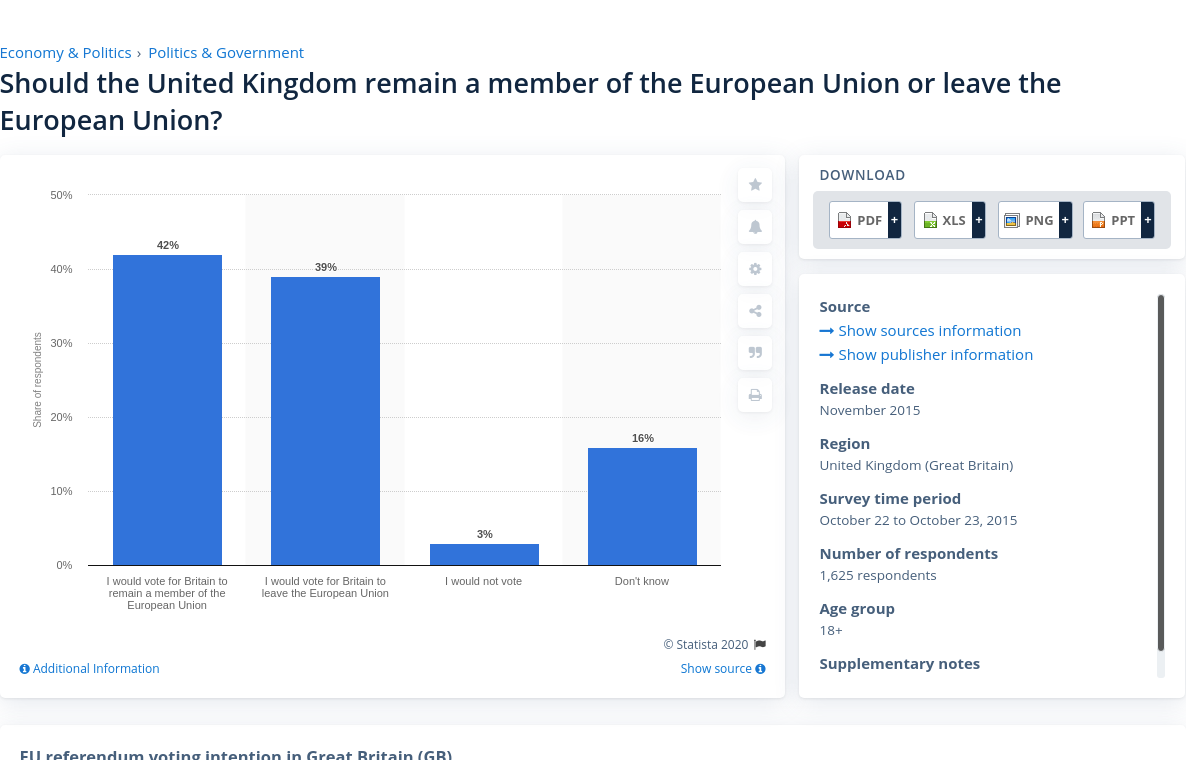 Economy & Politics › Politics & Government
Should the United Kingdom remain a member of the European Union or leave the
European Union?
50%
40%
30%
20%
10%
0%
Share of respondents
42%
39%
3%
16%
I would vote for Britain to
remain a member of the
European Union
I would vote for Britain to
leave the European Union
I would not vote
Don't know
© Statista 2020
Additional Information
Show source
DOWNLOAD
PDF +
XLS +
PNG +
PPT +
Source
Show sources information
Show publisher information
Release date
November 2015
Region
United Kingdom (Great Britain)
Survey time period
October 22 to October 23, 2015
Number of respondents
1,625 respondents
Age group
18+
Supplementary notes
EU referendum voting intention in Great Britain (GB)